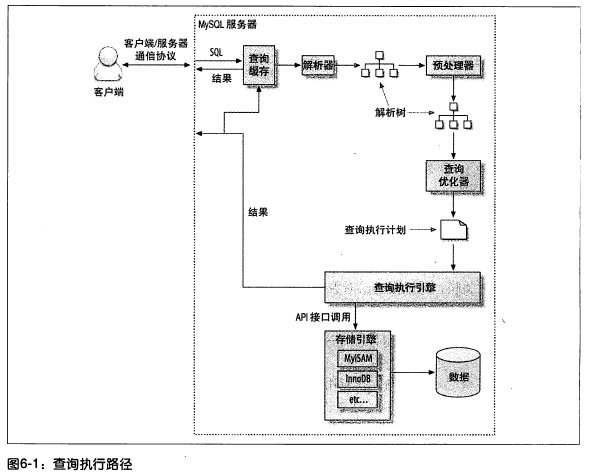 MySQL 服务器
客户端/服务器
通信协议
客户端
SQL
结果
查询
缓存
解析器
预处理器
解析树
查询
优化器
查询执行计划
结果
查询执行引擎
API 接口调用
存储引擎
MyISAM
InnoDB
etc...
数据
图6-1：查询执行路径